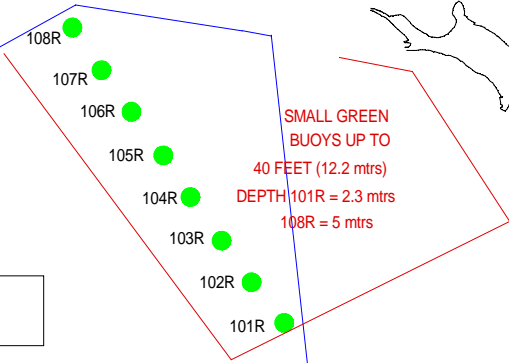 108R
107R
106R
105R
104R
103R
102R
101R
SMALL GREEN
BUOYS UP TO
40 FEET (12.2 mtrs)
DEPTH 101R = 2.3 mtrs
108R = 5 mtrs